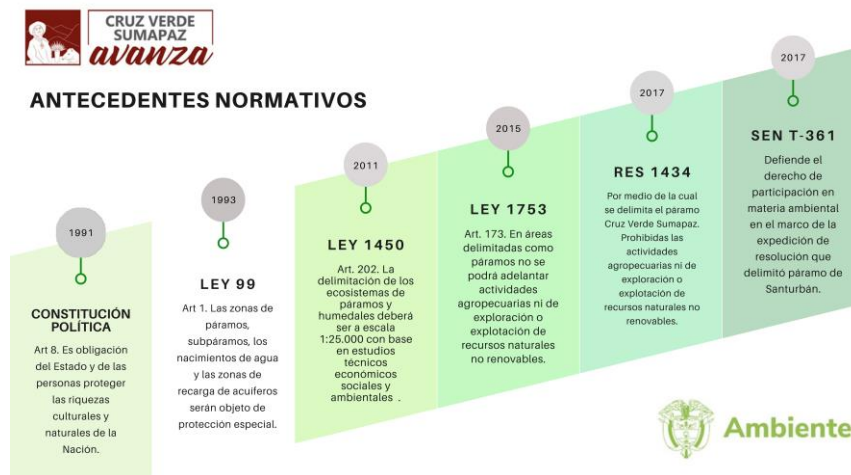 CRUZ VERDE
SUMAPAZ
avanza
ANTECEDENTES NORMATIVOS
1991
CONSTITUCIÓN
POLÍTICA
Art 8. Es obligación
del Estado y de las
personas proteger
las riquezas
culturales y
naturales de la
Nación.
1993
LEY 99
Art 1. Las zonas de
páramos,
subpáramos, los
nacimientos de agua
y las zonas de
recarga de acuíferos
serán objeto de
protección especial.
2011
LEY 1450
Art. 202. La
delimitación de los
ecosistemas de
páramos y
humedales deberá
ser a escala
1:25.000 con base
en estudios
técnicos
económicos
sociales y
ambientales .
2015
LEY 1753
Art. 173. En áreas
delimitadas como
páramos no se
podrá adelantar
actividades
agropecuarias ni de
exploración o
explotación de
recursos naturales
no renovables.
2017
RES 1434
Por medio de la cual
se delimita el páramo
Cruz Verde Sumapaz.
Prohibidas las
actividades
agropecuarias ni de
exploración o
explotación de
recursos naturales no
renovables.
2017
SEN T-361
Defiende el
derecho de
participación en
materia ambiental
en el marco de la
expedición de
resolución que
delimitó páramo de
Santurbán.
Ambiente